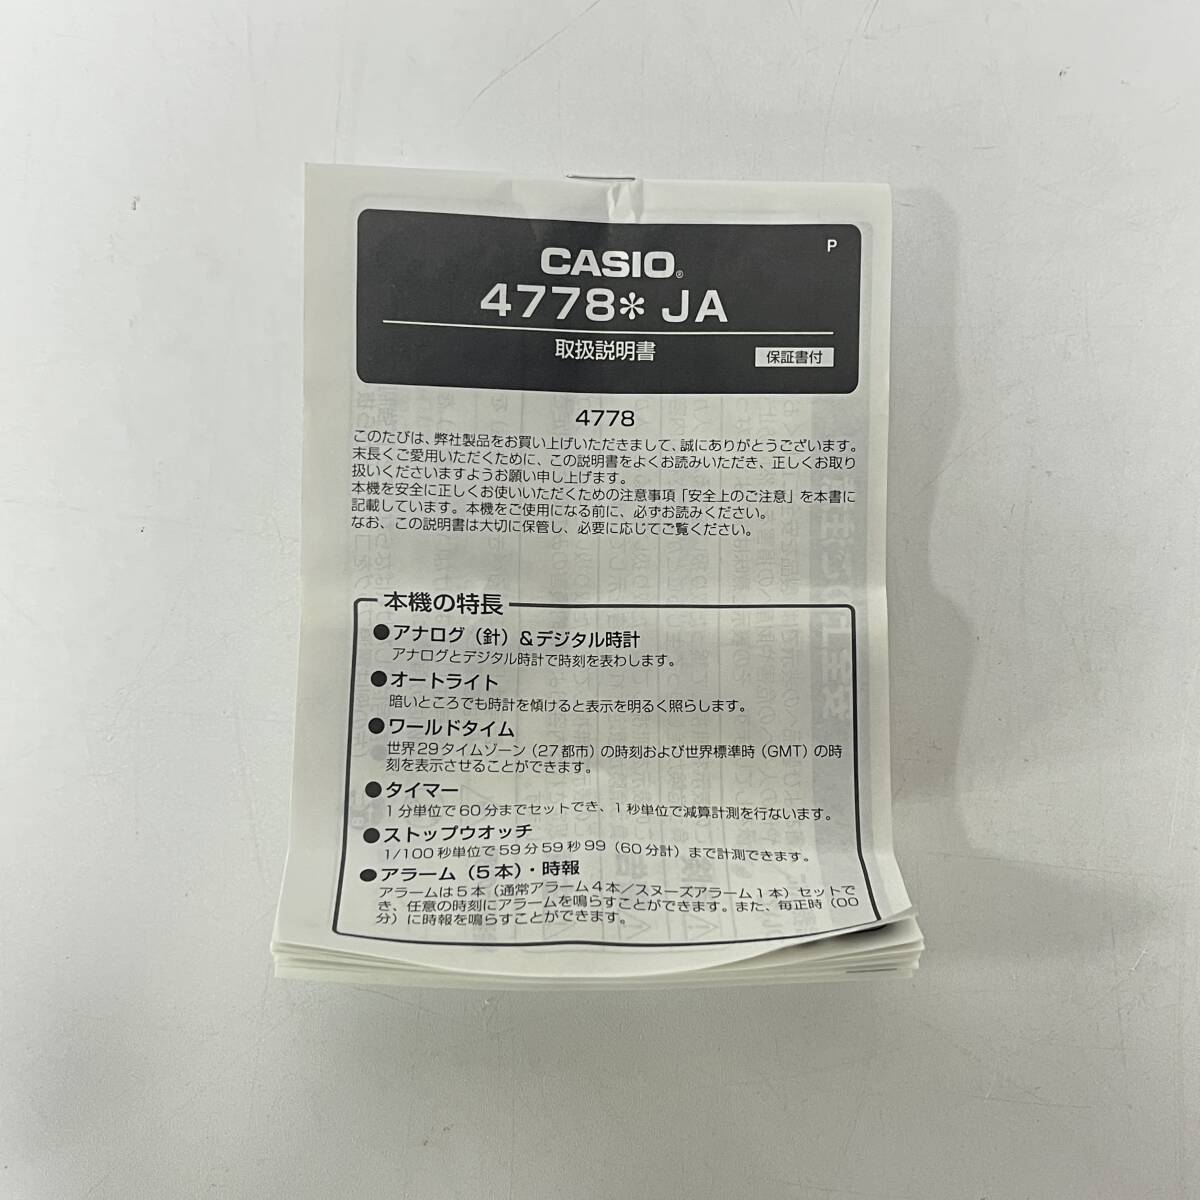 P
CASIO®
4778＊ JA
取扱説明書
保証書付
4778
このたびは、弊社製品をお買い上げいただきまして、誠にありがとうございます。
末長くご愛用いただくために、この説明書をよくお読みいただき、正しくお取り
扱いくださいますようお願い申し上げます。
本機を安全に正しくお使いいただくための注意事項「安全上のご注意」を本書に
記載しています。本機をご使用になる前に、必ずお読みください。
なお、この説明書は大切に保管し、必要に応じてご覧ください。
本機の特長
●アナログ（針）＆デジタル時計
アナログとデジタル時計で時刻を表わします。
●オートライト
暗いところでも時計を傾けると表示を明るく照らします。
●ワールドタイム
世界29タイムゾーン（27都市）の時刻および世界標準時（GMT）の時
刻を表示させることができます。
●タイマー
1分単位で60分までセットでき、1秒単位で減算計測を行ないます。
●ストップウオッチ
1/100秒単位で59分59秒99（60分計）まで計測できます。
●アラーム（5本）・時報
アラームは5本（通常アラーム4本／スヌーズアラーム1本）セットで
き、任意の時刻にアラームを鳴らすことができます。また、毎正時（00
分）に時報を鳴らすことができます。